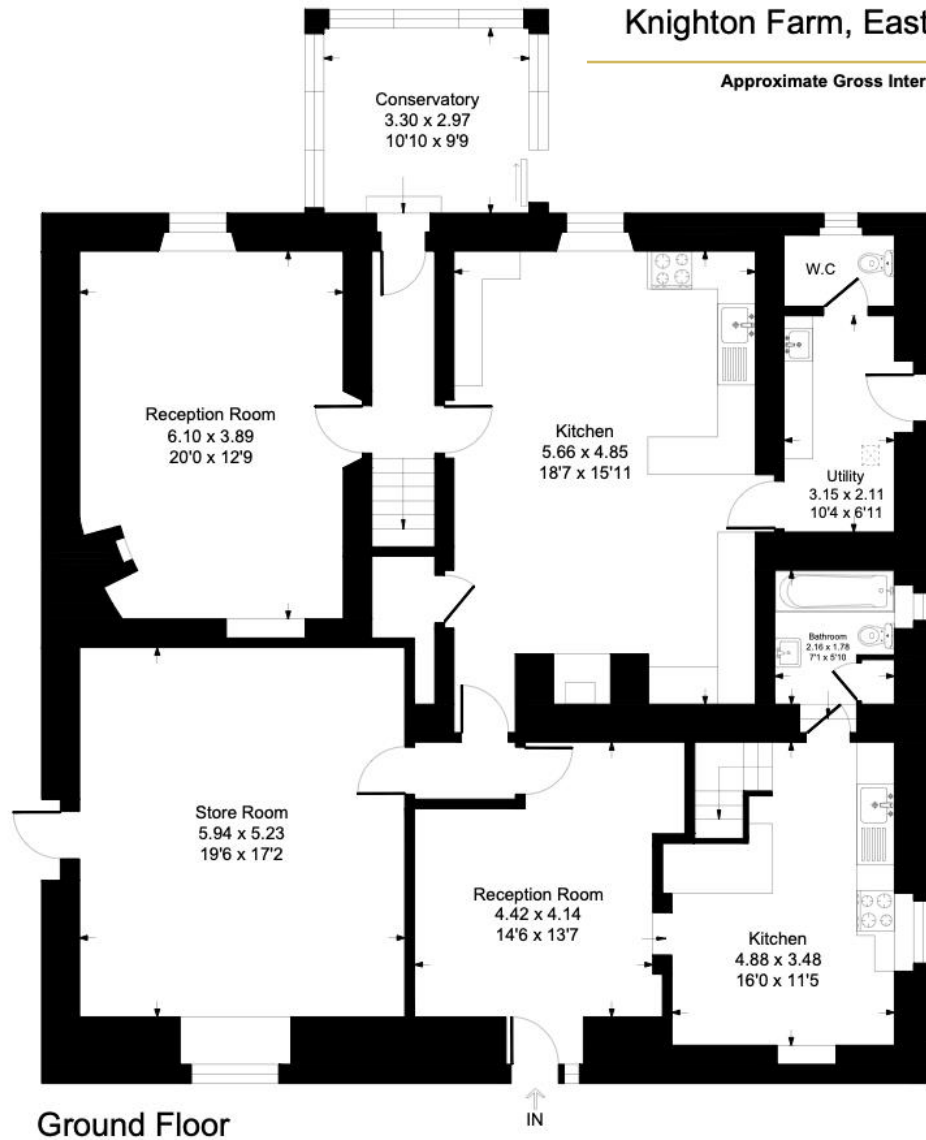 Knighton Farm, East
Approximate Gross Inter
Conservatory
3.30 x 2.97
10'10 x 9'9
W.C
Reception Room
6.10 x 3.89
20'0 x 12'9
Kitchen
5.66 x 4.85
18'7 x 15'11
Utility
3.15 x 2.11
10'4 x 6'11
Bathroom
2.16 x 1.78
7'1 x 5'10
Store Room
5.94 x 5.23
19'6 x 17'2
Reception Room
4.42 x 4.14
14'6 x 13'7
Kitchen
4.88 x 3.48
16'0 x 11'5
Ground Floor
IN